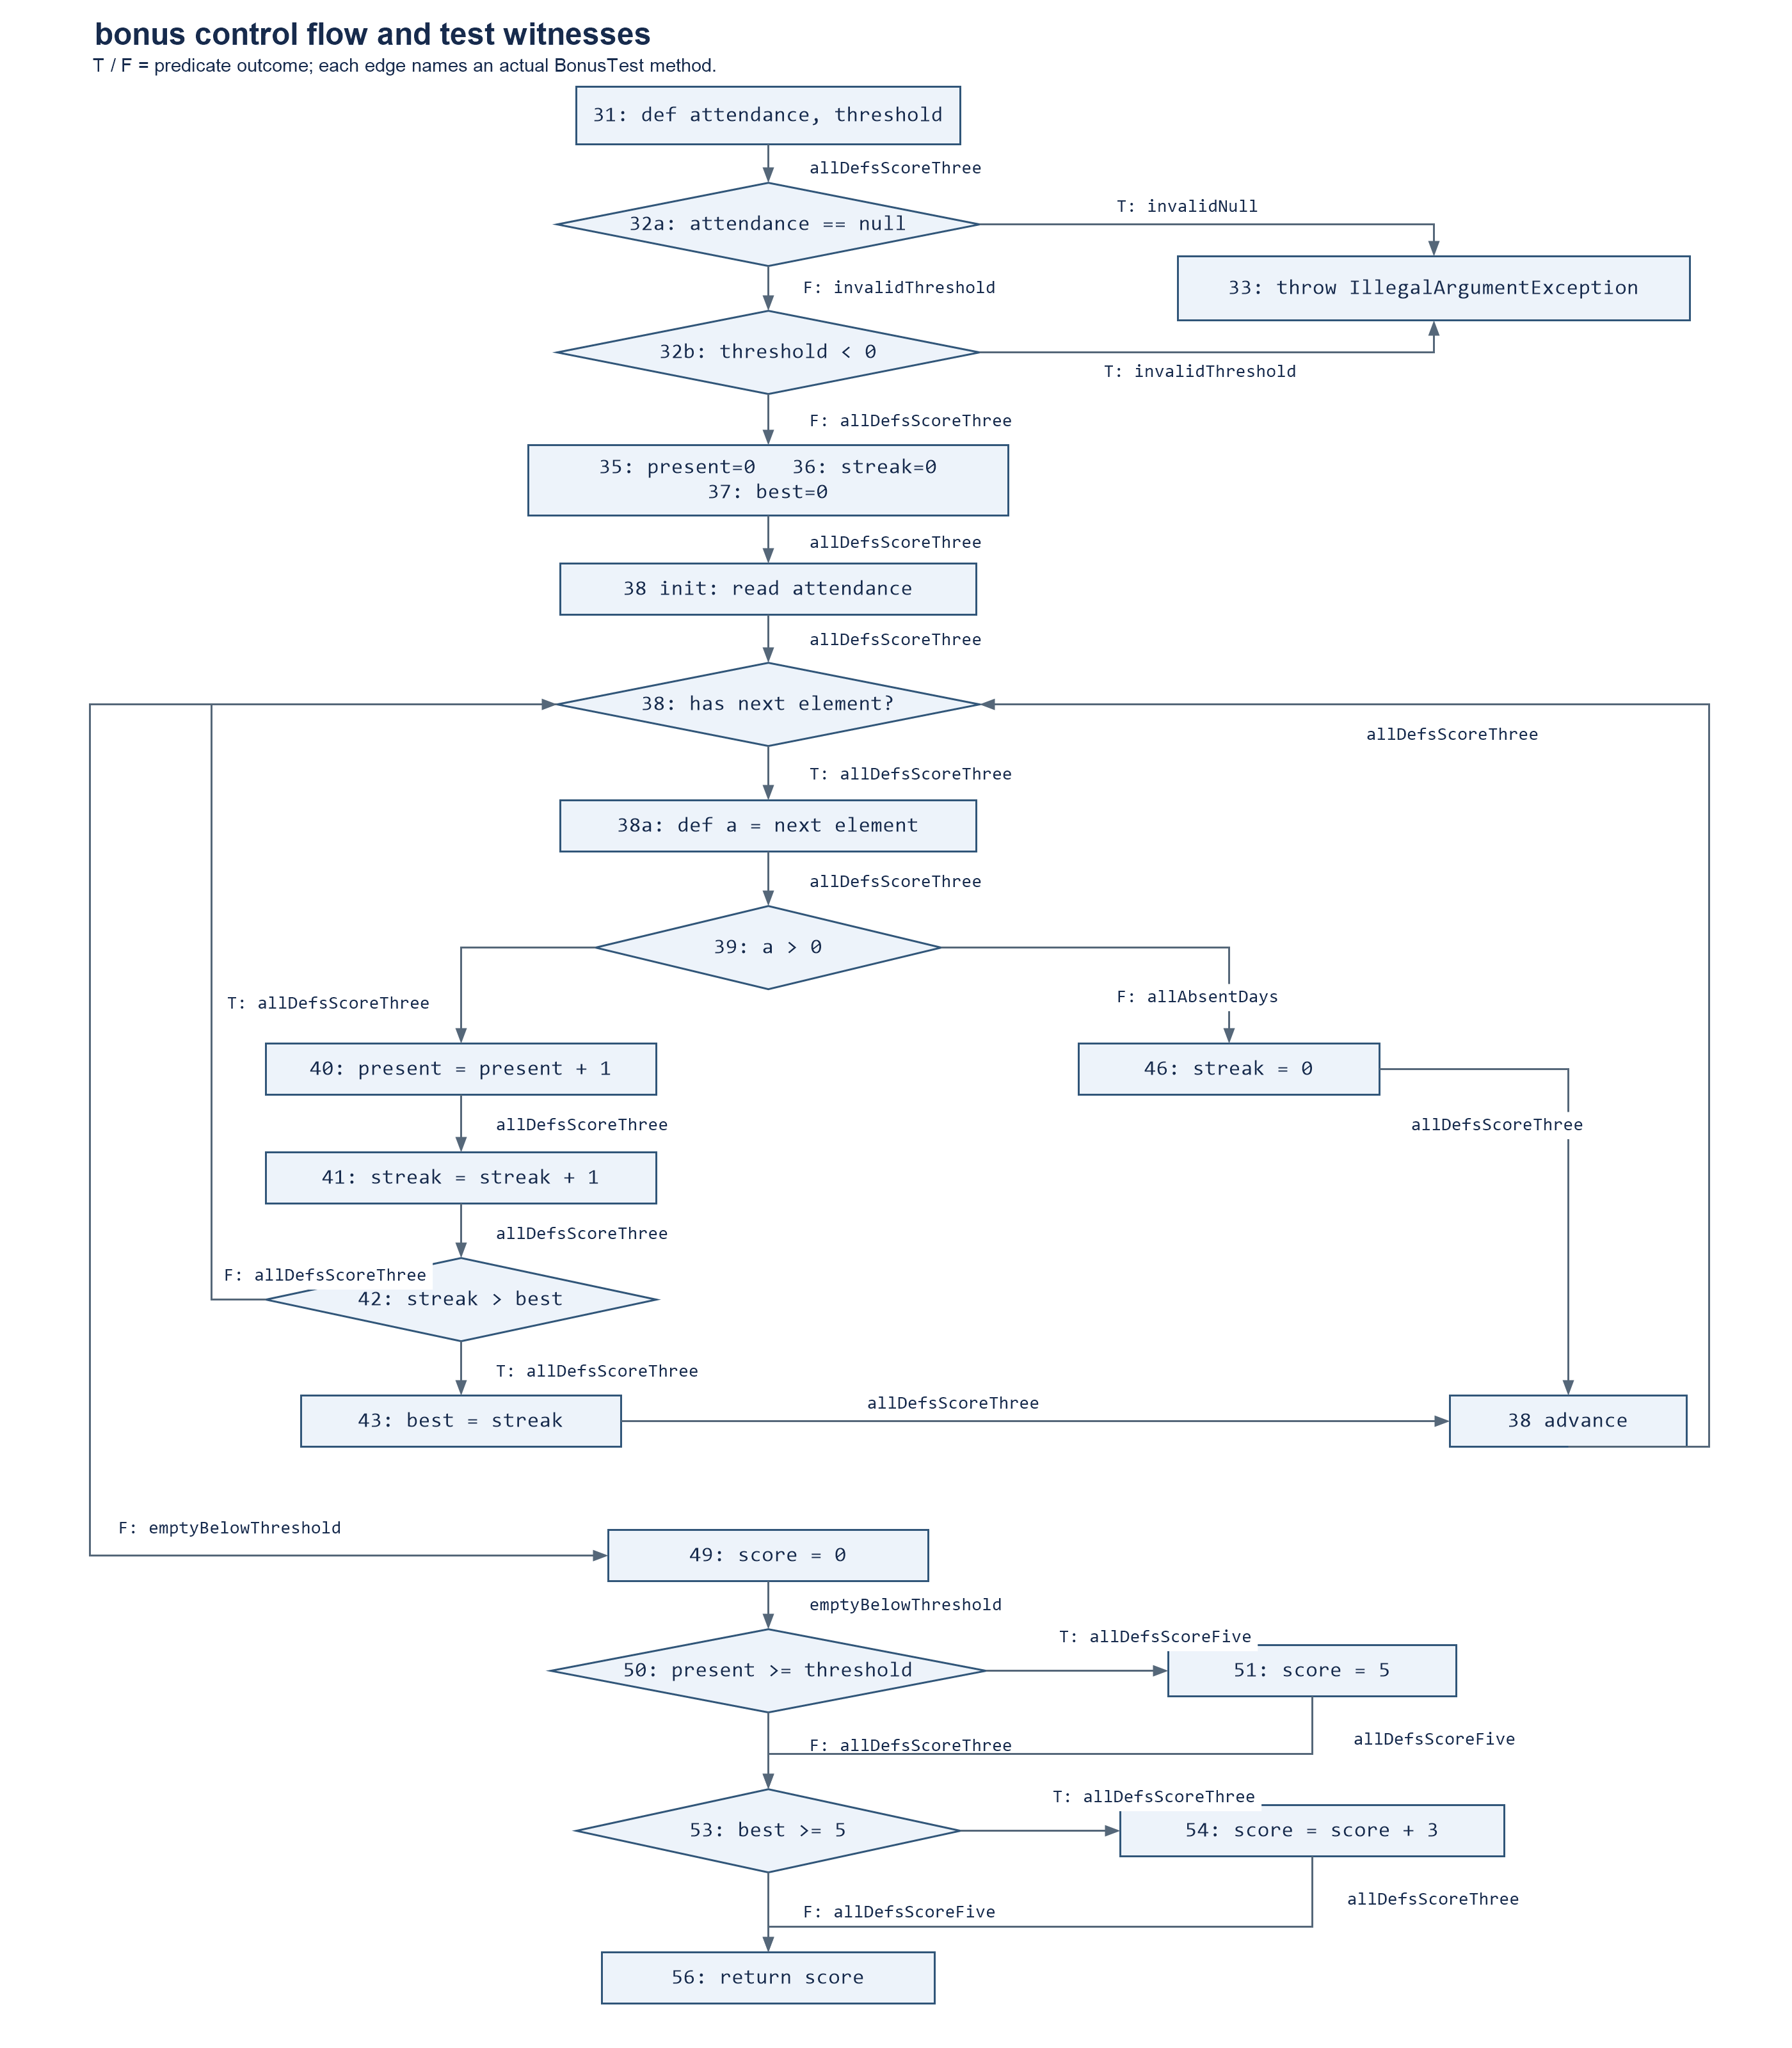 bonus control flow and test witnesses
T / F = predicate outcome; each edge names an actual BonusTest method.
31: def attendance, threshold
allDefsScoreThree
32a: attendance == null
T: invalidNull
F: invalidThreshold
33: throw IllegalArgumentException
32b: threshold < 0
T: invalidThreshold
F: allDefsScoreThree
35: present=0   36: streak=0
37: best=0
allDefsScoreThree
38 init: read attendance
allDefsScoreThree
38: has next element?
allDefsScoreThree
T: allDefsScoreThree
38a: def a = next element
allDefsScoreThree
39: a > 0
T: allDefsScoreThree
F: allAbsentDays
40: present = present + 1
46: streak = 0
allDefsScoreThree
allDefsScoreThree
41: streak = streak + 1
allDefsScoreThree
F: allDefsScoreThree
42: streak > best
T: allDefsScoreThree
43: best = streak
allDefsScoreThree
38 advance
F: emptyBelowThreshold
49: score = 0
emptyBelowThreshold
T: allDefsScoreFive
50: present >= threshold
51: score = 5
F: allDefsScoreThree
allDefsScoreFive
T: allDefsScoreThree
53: best >= 5
54: score = score + 3
F: allDefsScoreFive
allDefsScoreThree
56: return score